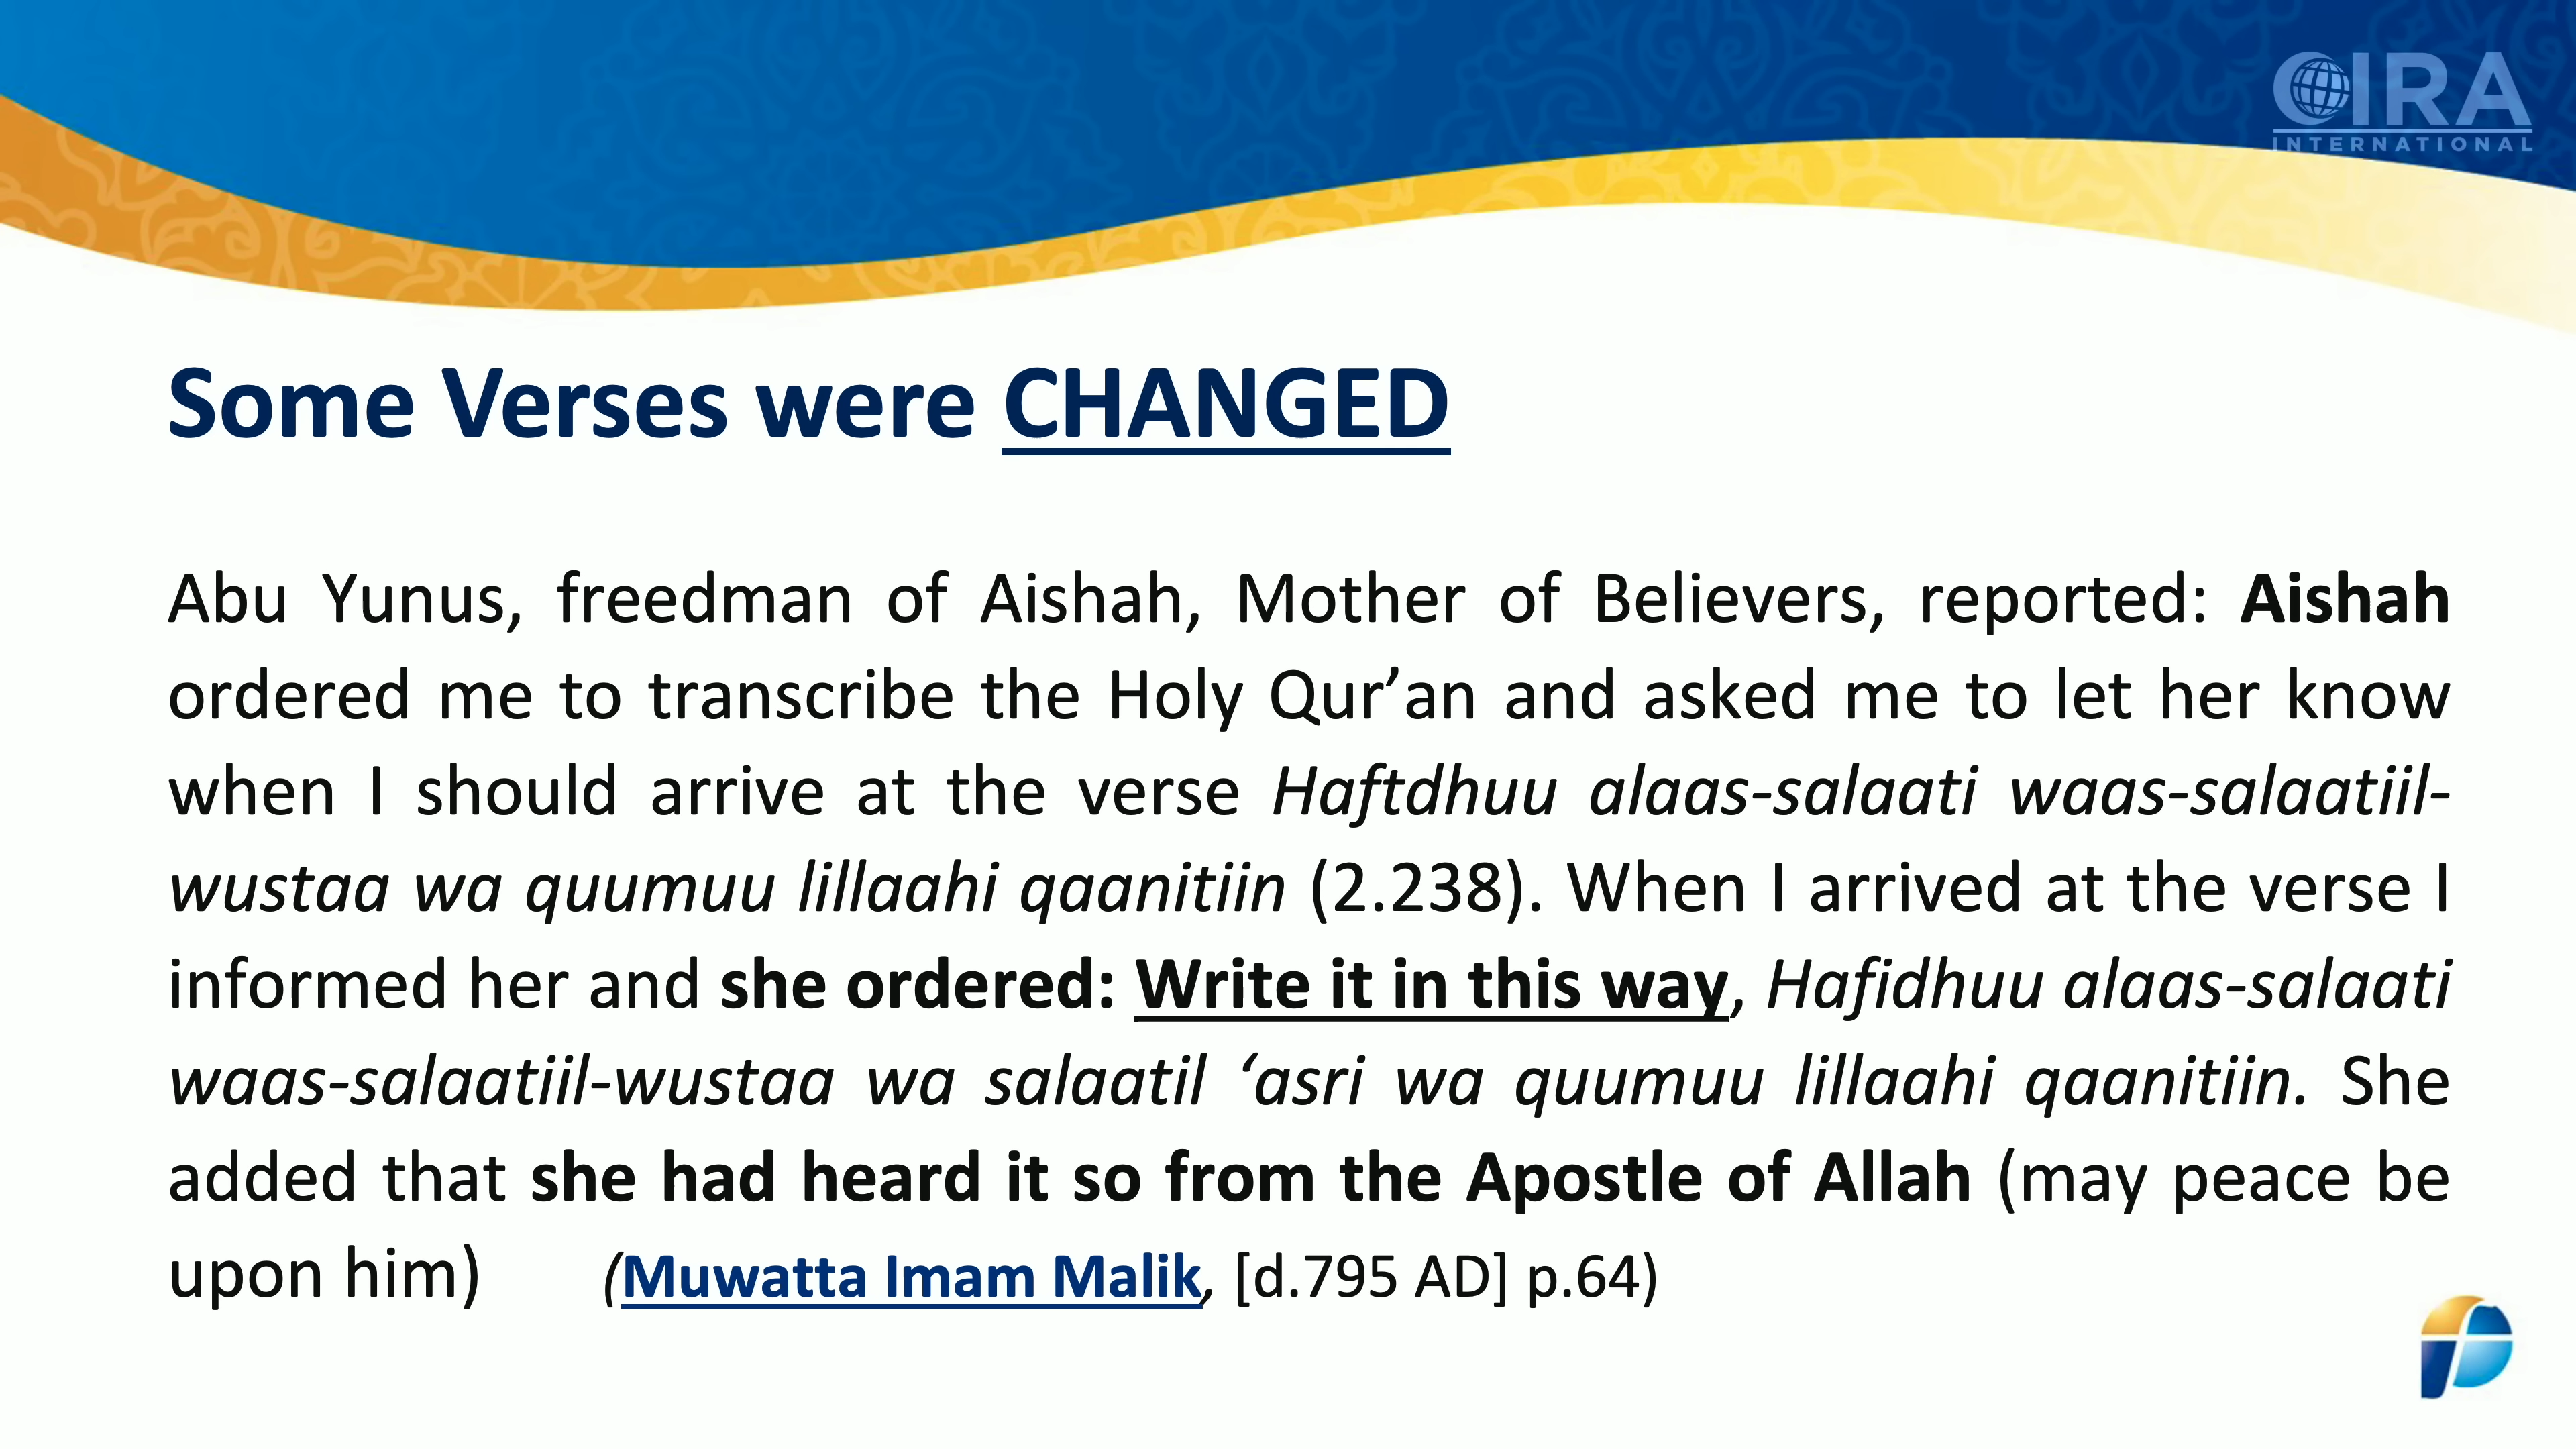 CIRA
INTERNATIONAL
Some Verses were CHANGED
Abu Yunus, freedman of Aishah, Mother of Believers, reported: Aishah
ordered me to transcribe the Holy Qur’an and asked me to let her know
when I should arrive at the verse Haftdhuu alaas-salaati waas-salaatiil-
wustaa wa quumuu lillaahi qaanitiin (2.238). When I arrived at the verse I
informed her and she ordered: Write it in this way, Hafidhuu alaas-salaati
waas-salaatiil-wustaa wa salaatil ‘asri wa quumuu lillaahi qaanitiin. She
added that she had heard it so from the Apostle of Allah (may peace be
upon him) (Muwatta Imam Malik, [d.795 AD] p.64)